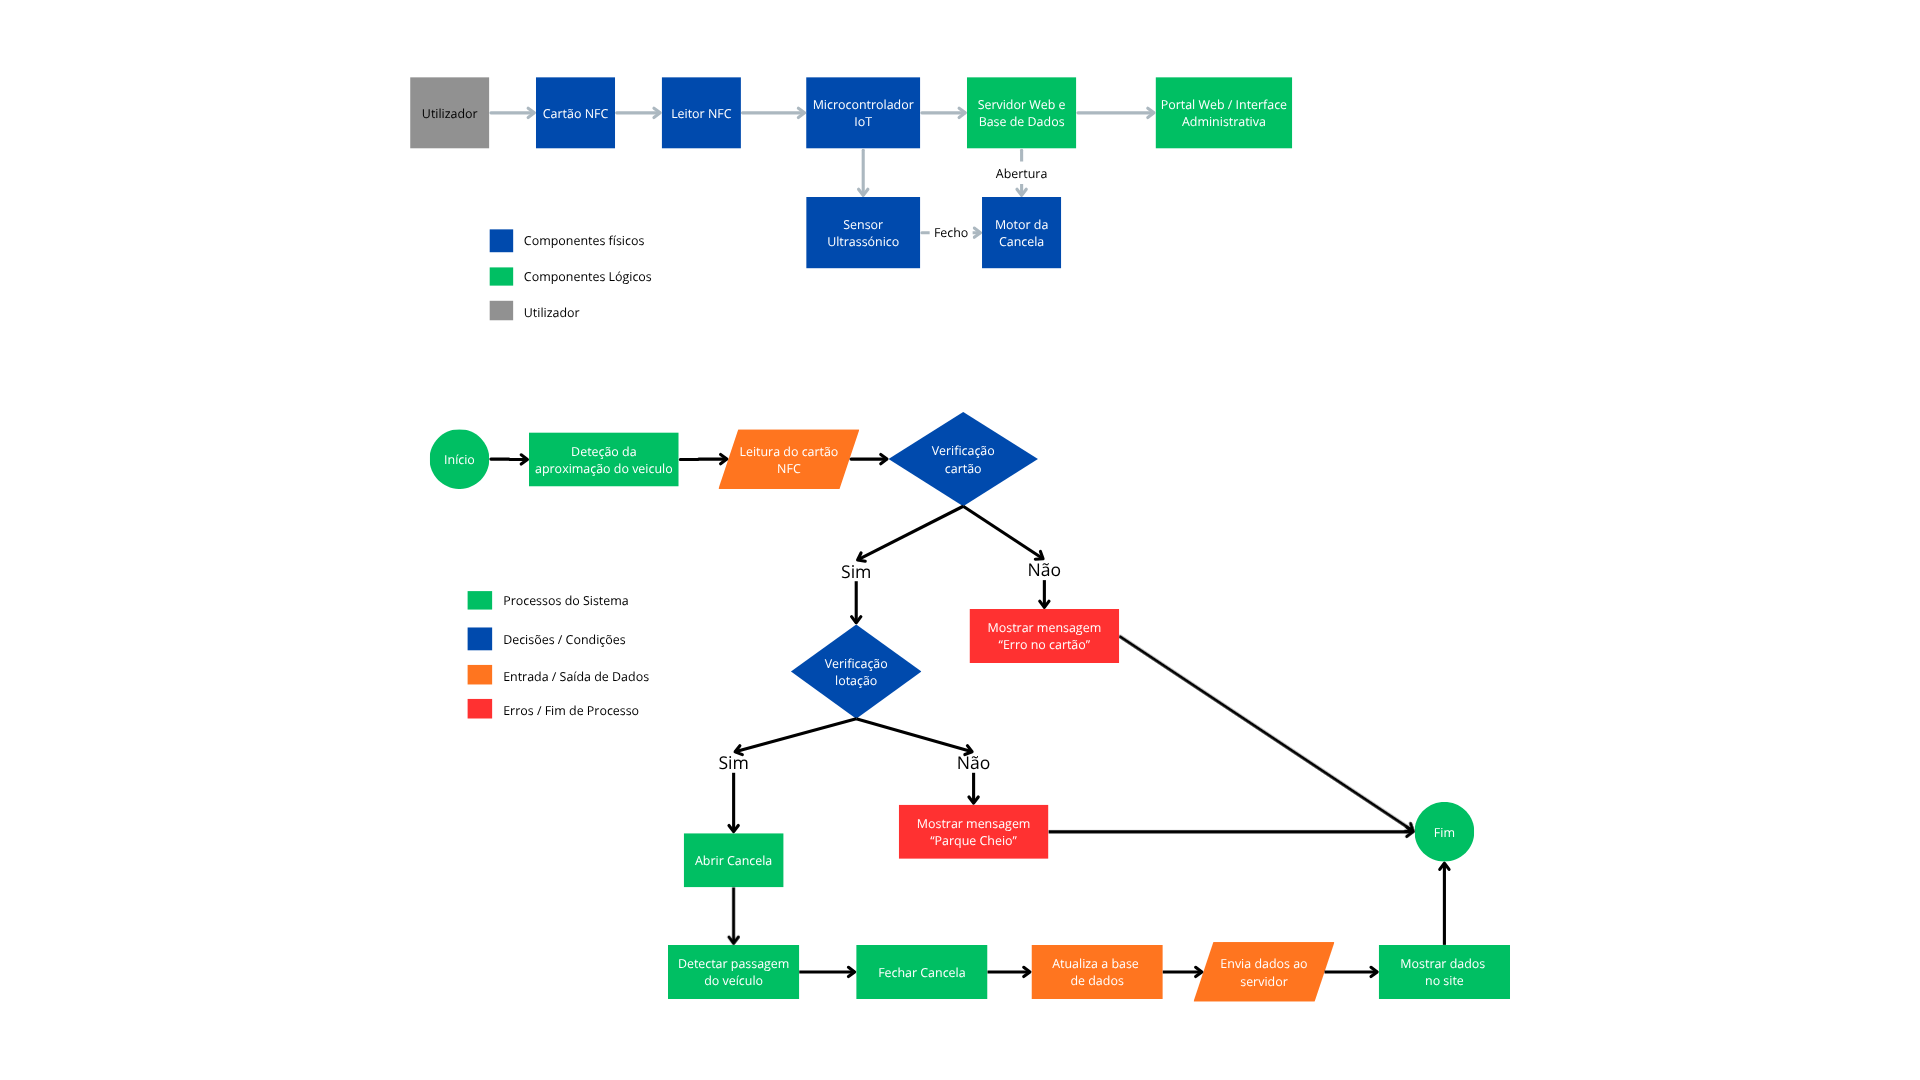 Utilizador
Cartão NFC
Leitor NFC
Microcontrolador
IoT
Servidor Web e
Base de Dados
Portal Web / Interface
Administrativa
Abertura
Sensor
Ultrassónico
Fecho
Motor da
Cancela
Componentes físicos
Componentes Lógicos
Utilizador
Início
Deteção da
aproximação do veiculo
Leitura do cartão
NFC
Verificação
cartão
Sim
Não
Processos do Sistema
Decisões / Condições
Entrada / Saída de Dados
Erros / Fim de Processo
Mostrar mensagem
“Erro no cartão”
Verificação
lotação
Sim
Não
Mostrar mensagem
“Parque Cheio”
Fim
Abrir Cancela
Detectar passagem
do veículo
Fechar Cancela
Atualiza a base
de dados
Envia dados ao
servidor
Mostrar dados
no site